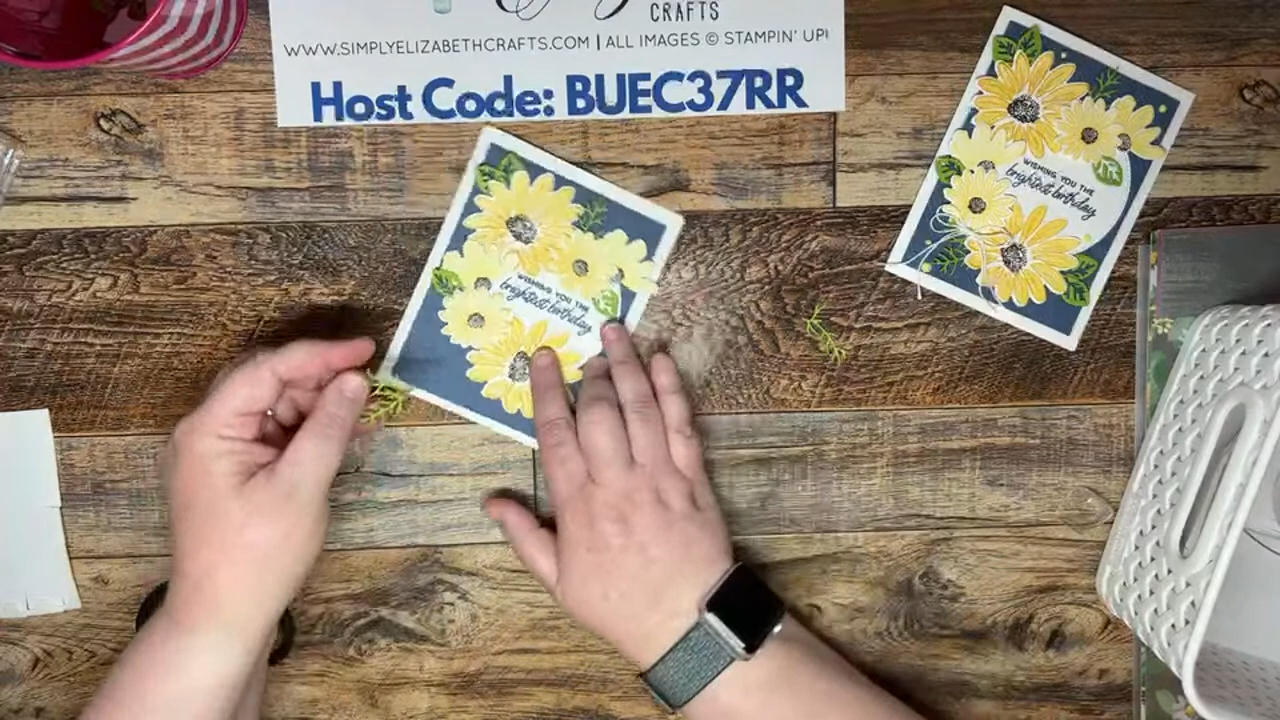 CRAFTS
WWW.SIMPLYELIZABETHCRAFTS.COM | ALL IMAGES © STAMPIN' UP!
Host Code: BUEC37RR
WISHING YOU THE
brightest birthday
WISHING YOU THE
brightest birthday